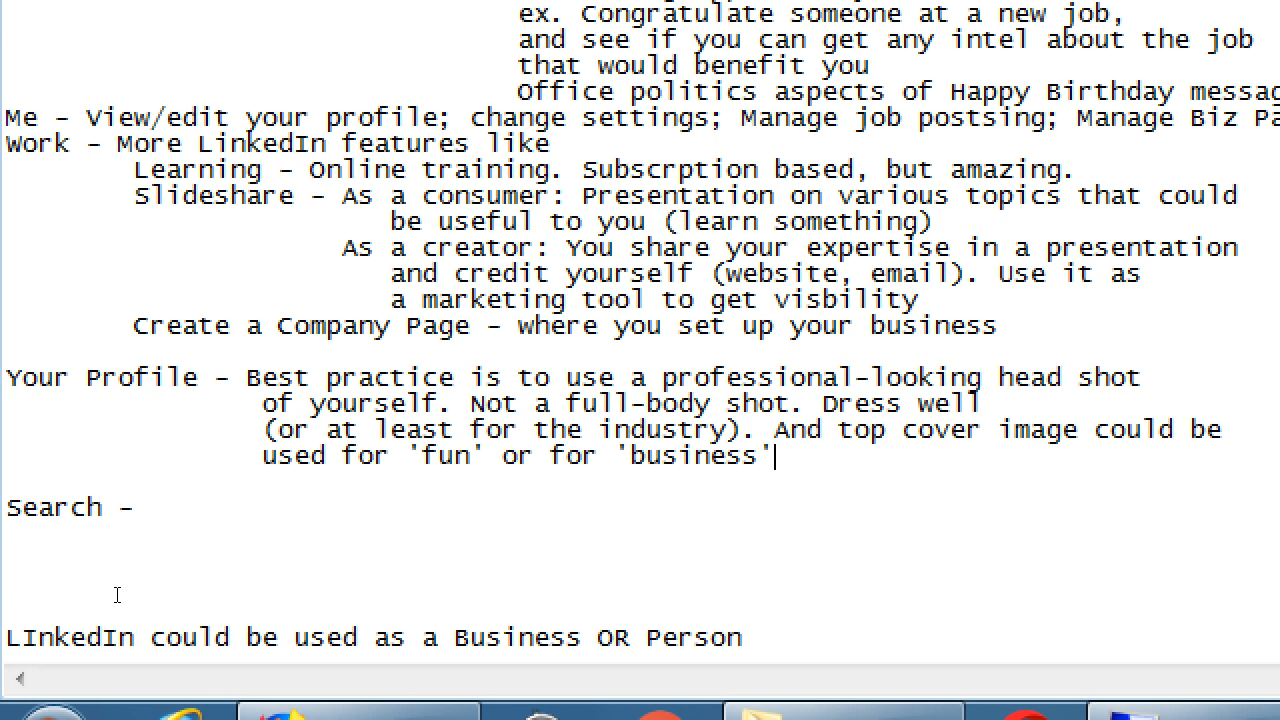 ex. Congratulate someone at a new job,
and see if you can get any intel about the job
that would benefit you
Office politics aspects of Happy Birthday messag
Me - View/edit your profile; change settings; Manage job postsing; Manage Biz Pa
Work - More LinkedIn features like
Learning - Online training. Subscrption based, but amazing.
Slideshare - As a consumer: Presentation on various topics that could
be useful to you (learn something)
As a creator: You share your expertise in a presentation
and credit yourself (website, email). Use it as
a marketing tool to get visbility
Create a Company Page - where you set up your business
Your Profile - Best practice is to use a professional-looking head shot
of yourself. Not a full-body shot. Dress well
(or at least for the industry). And top cover image could be
used for 'fun' or for 'business'
Search -
LInkedIn could be used as a Business OR Person